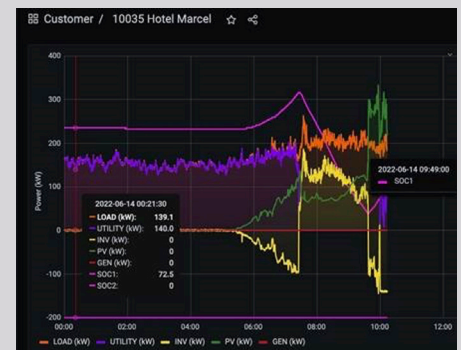 Customer / 10035 Hotel Marcel
400
300
200
100
0
-100
-200
Power (kW)
2022-06-14 00:21:30
LOAD (kW): 139.1
UTILITY (kW): 140.0
INV (kW): 0
PV (kW): 0
GEN (kW): 0
SOC1: 72.5
SOC2: 0
2022-06-14 09:49:00
SOC1
00:00 02:00 04:00 06:00 08:00 10:00 12:00
LOAD (kW) UTILITY (kW) INV (kW) PV (kW) GEN (kW)